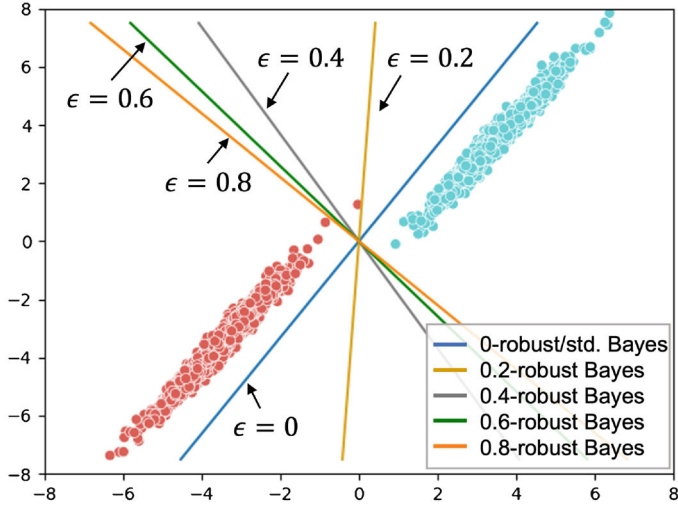 8
6
4
2
0
−2
−4
−6
−8
−8
−6
−4
−2
0
2
4
6
8
ϵ = 0.6
ϵ = 0.4
ϵ = 0.2
ϵ = 0.8
ϵ = 0
0-robust/std. Bayes
0.2-robust Bayes
0.4-robust Bayes
0.6-robust Bayes
0.8-robust Bayes